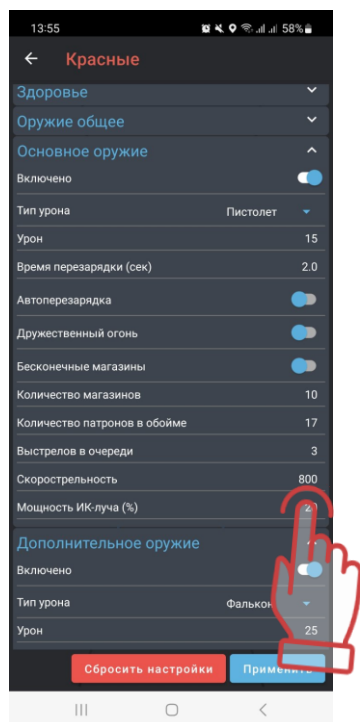 13:55 58%
Красные
Здоровье
Оружие общее
Основное оружие
Включено
Тип урона Пистолет
Урон 15
Время перезарядки (сек) 2.0
Автоперезарядка
Дружественный огонь
Бесконечные магазины
Количество магазинов 10
Количество патронов в обойме 17
Выстрелов в очереди 3
Скорострельность 800
Мощность ИК-луча (%)
Дополнительное оружие
Включено
Тип урона Фалькон
Урон 25
Сбросить настройки Применить